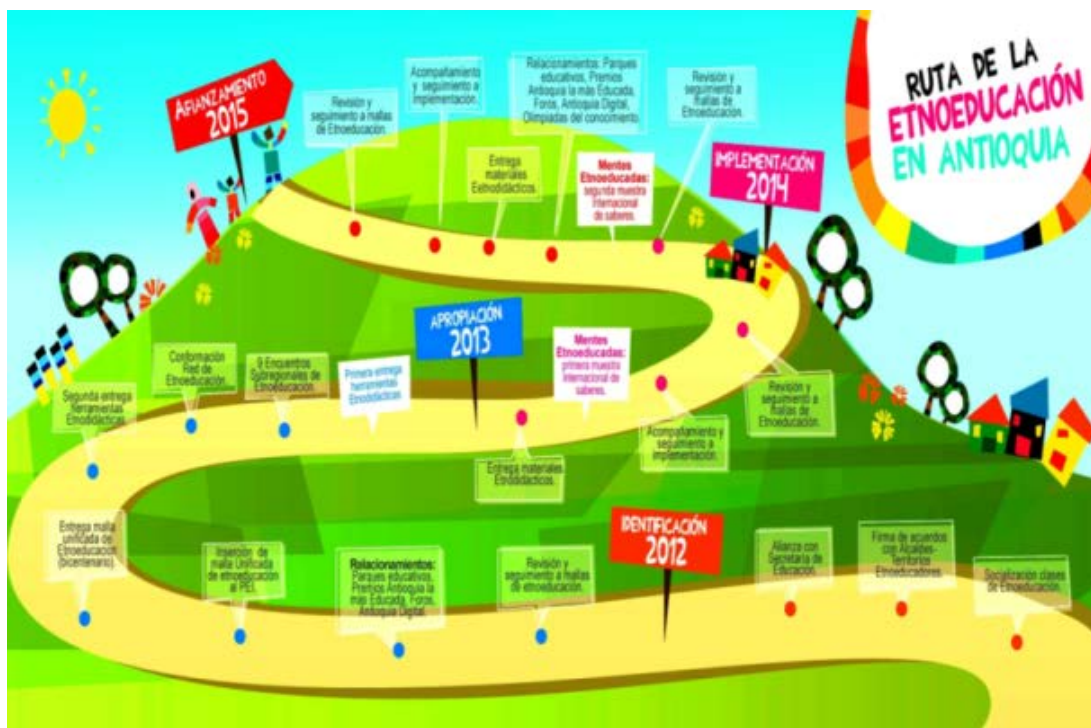 RUTA DE LA
ETNOEDUCACIÓN
EN ANTIOQUIA
AFIANZAMIENTO
2015
Revisión y
seguimiento a mallas
de Etnoeducación.
Acompañamiento
y seguimiento a
implementación.
Entrega
materiales
Eetnodidácticos.
Relacionamientos: Parques
educativos, Premios
Antioquia la más Educada,
Foros, Antioquia Digital,
Olimpiadas del conocimiento.
Mentes
Etnoeducadas:
segunda muestra
internacional
de saberes.
Revisión y
seguimiento a
mallas de
Etnoeducación.
IMPLEMENTACIÓN
2014
Segunda entrega
herramientas
Etnodidácticas.
Conformación
Red de
Etnoeducación.
9 Encuentros
Subregionales de
Etnoeducación.
Primera entrega
herramientas
Etnodidácticas.
APROPIACIÓN
2013
Entrega materiales
Etnodidácticos.
Mentes
Etnoeducadas:
primera muestra
internacional de
saberes.
Acompañamiento y
seguimiento a
implementación.
Revisión y
seguimiento a
mallas de
Etnoeducación.
Entrega malla
unificada de
Etnoeducación
(bicentenario).
Inserción de
malla Unificada
de etnoeducación
al PEI.
Relacionamientos:
Parques educativos,
Premios Antioquia la
más Educada, Foros,
Antioquia Digital.
Revisión y
seguimiento a mallas
de etnoeducación.
IDENTIFICACIÓN
2012
Alianza con
Secretaría de
Educación.
Firma de acuerdos
con Alcaldes-
Territorios
Etnoeducadores.
Socialización clases
de Etnoeducación.